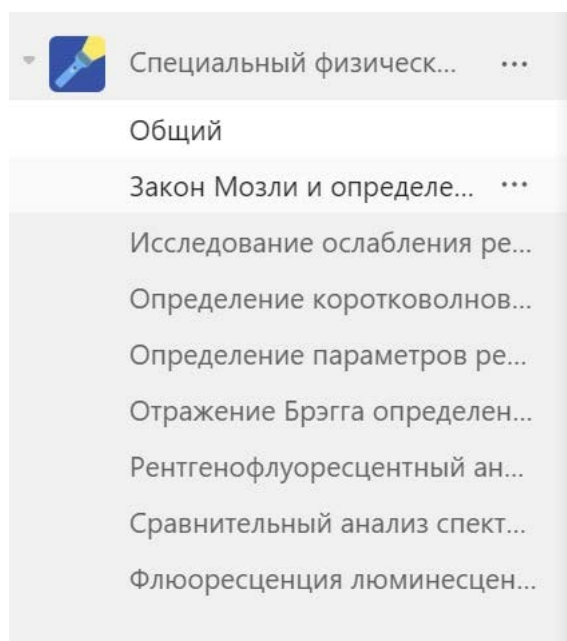 Специальный физическ... ...
Общий
Закон Мозли и определе... ...
Исследование ослабления ре...
Определение коротковолнов...
Определение параметров ре...
Отражение Брэгга определен...
Рентгенофлуоресцентный ан...
Сравнительный анализ спект...
Флюоресценция люминесцен...